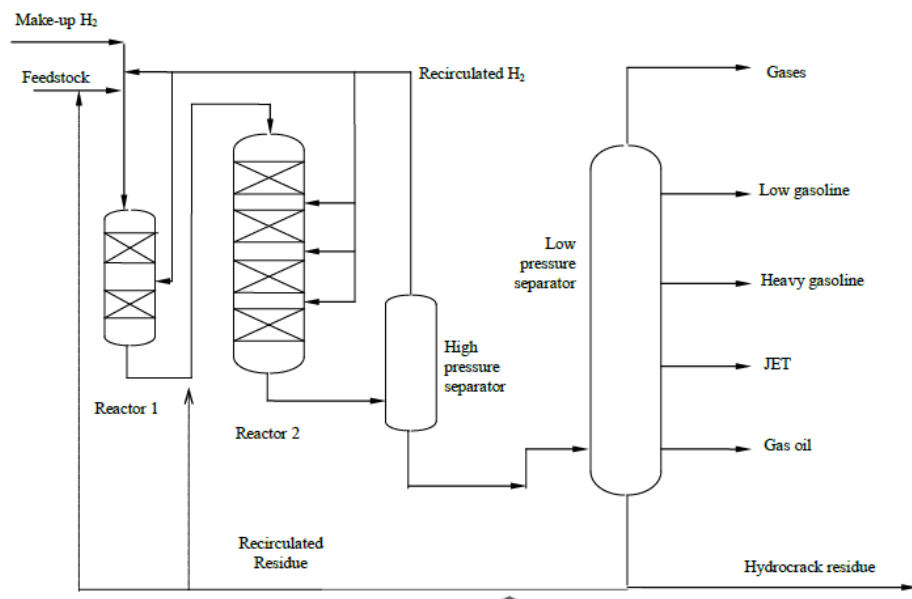 Make-up H₂
Feedstock
Recirculated H₂
Gases
Low gasoline
Low
pressure
separator
Heavy gasoline
High
pressure
separator
JET
Reactor 1
Reactor 2
Gas oil
Recirculated
Residue
Hydrocrack residue